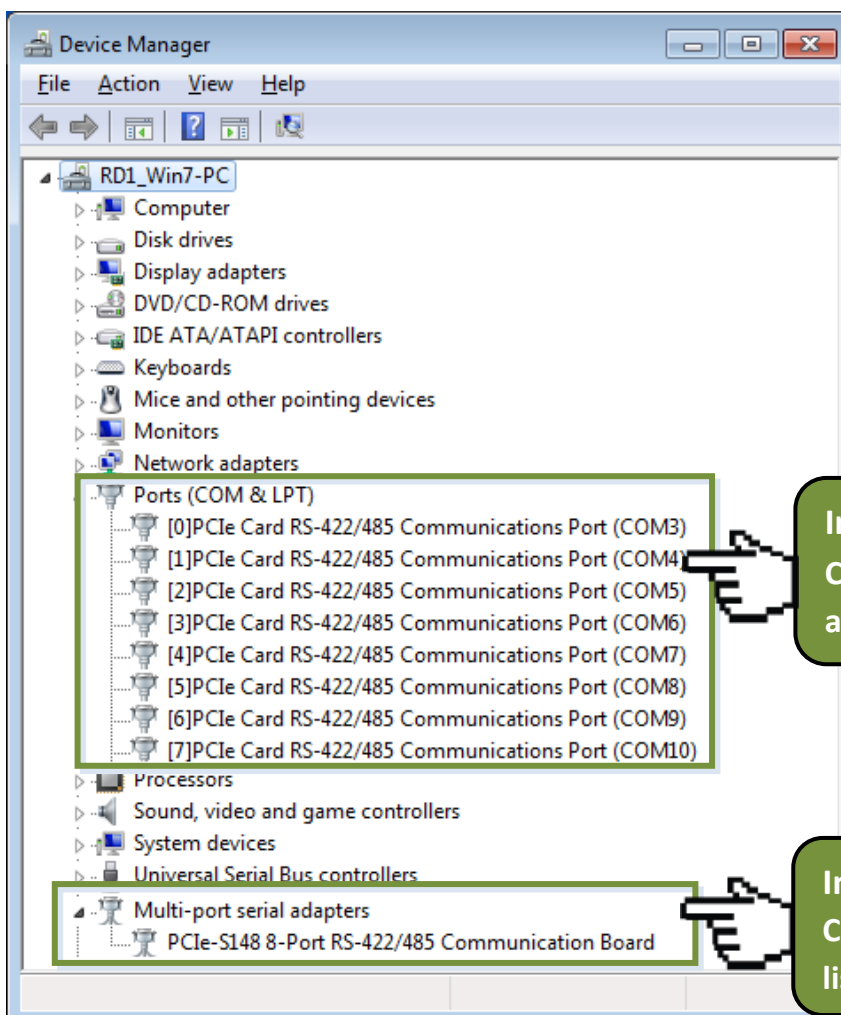 Device Manager
File Action View Help
RD1_Win7-PC
Computer
Disk drives
Display adapters
DVD/CD-ROM drives
IDE ATA/ATAPI controllers
Keyboards
Mice and other pointing devices
Monitors
Network adapters
Ports (COM & LPT)
[0]PCIe Card RS-422/485 Communications Port (COM3)
[1]PCIe Card RS-422/485 Communications Port (COM4)
[2]PCIe Card RS-422/485 Communications Port (COM5)
[3]PCIe Card RS-422/485 Communications Port (COM6)
[4]PCIe Card RS-422/485 Communications Port (COM7)
[5]PCIe Card RS-422/485 Communications Port (COM8)
[6]PCIe Card RS-422/485 Communications Port (COM9)
[7]PCIe Card RS-422/485 Communications Port (COM10)
Processors
Sound, video and game controllers
System devices
Universal Serial Bus controllers
Multi-port serial adapters
PCIe-S148 8-Port RS-422/485 Communication Board